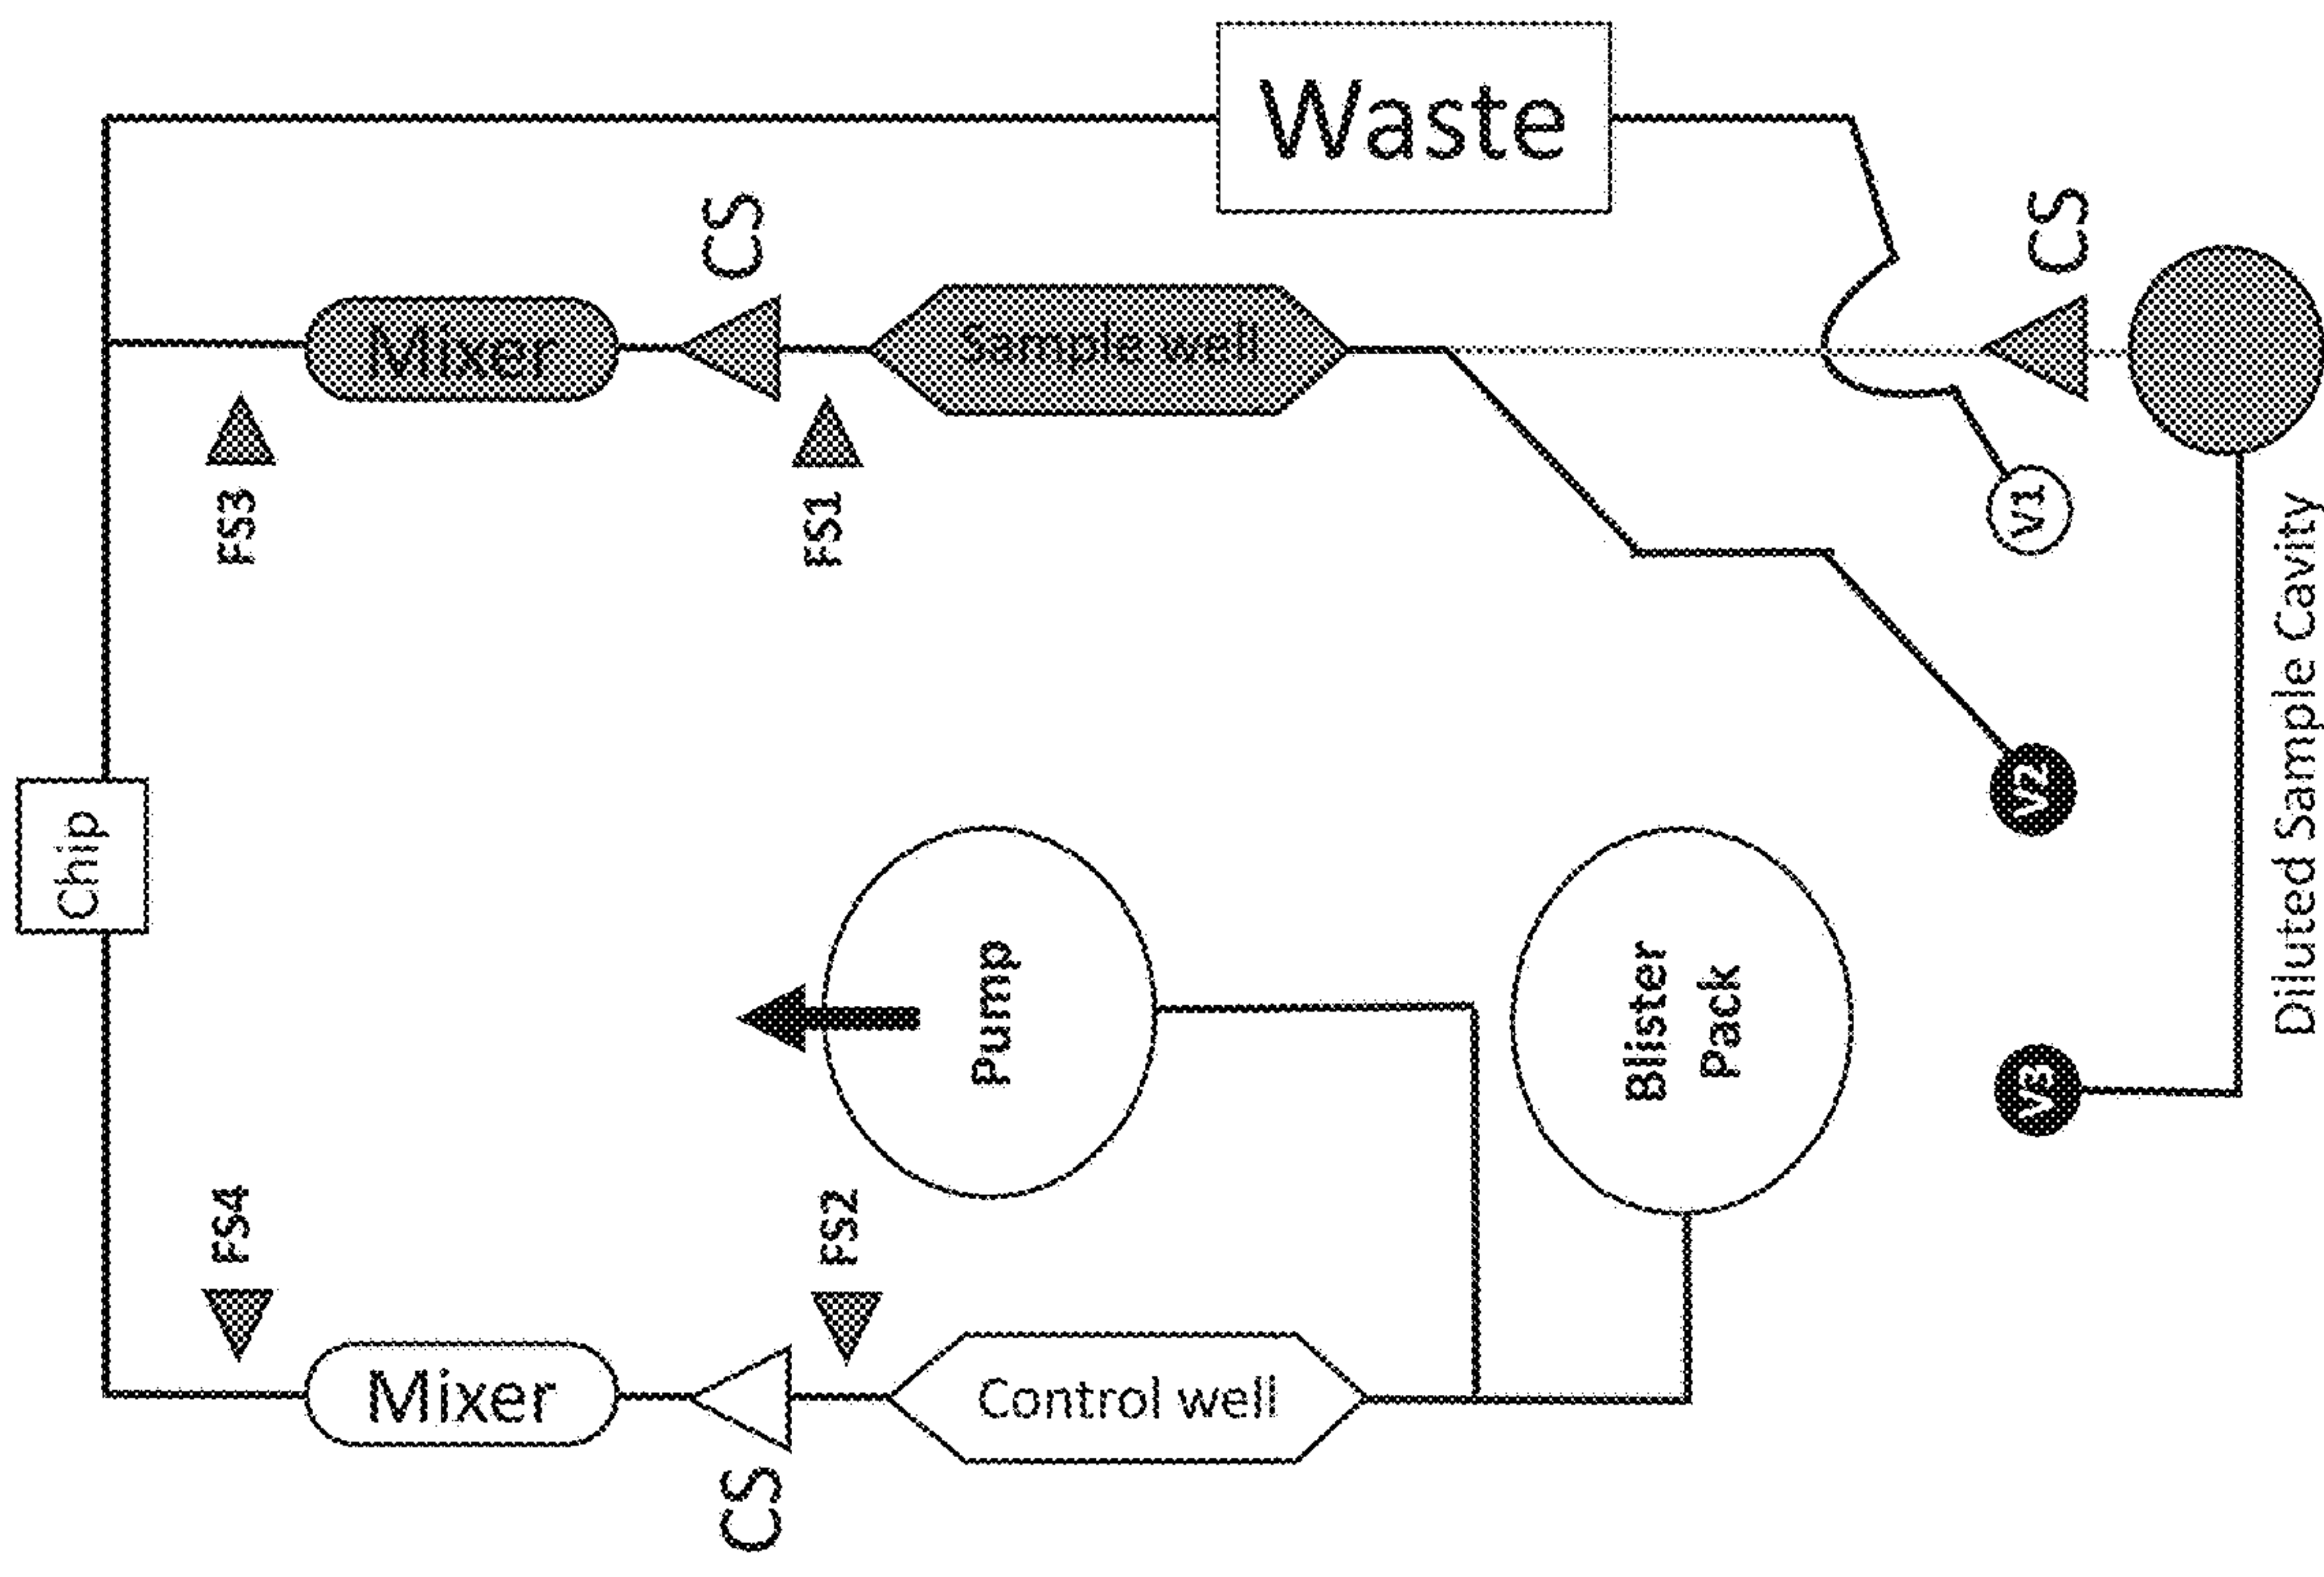 Waste
CS
CS
Mixer
Sample well
FS3
FS1
V1
Diluted Sample Cavity
Chip
V2
Pump
Blister
Pack
V3
FS4
FS2
Mixer
Control well
CS